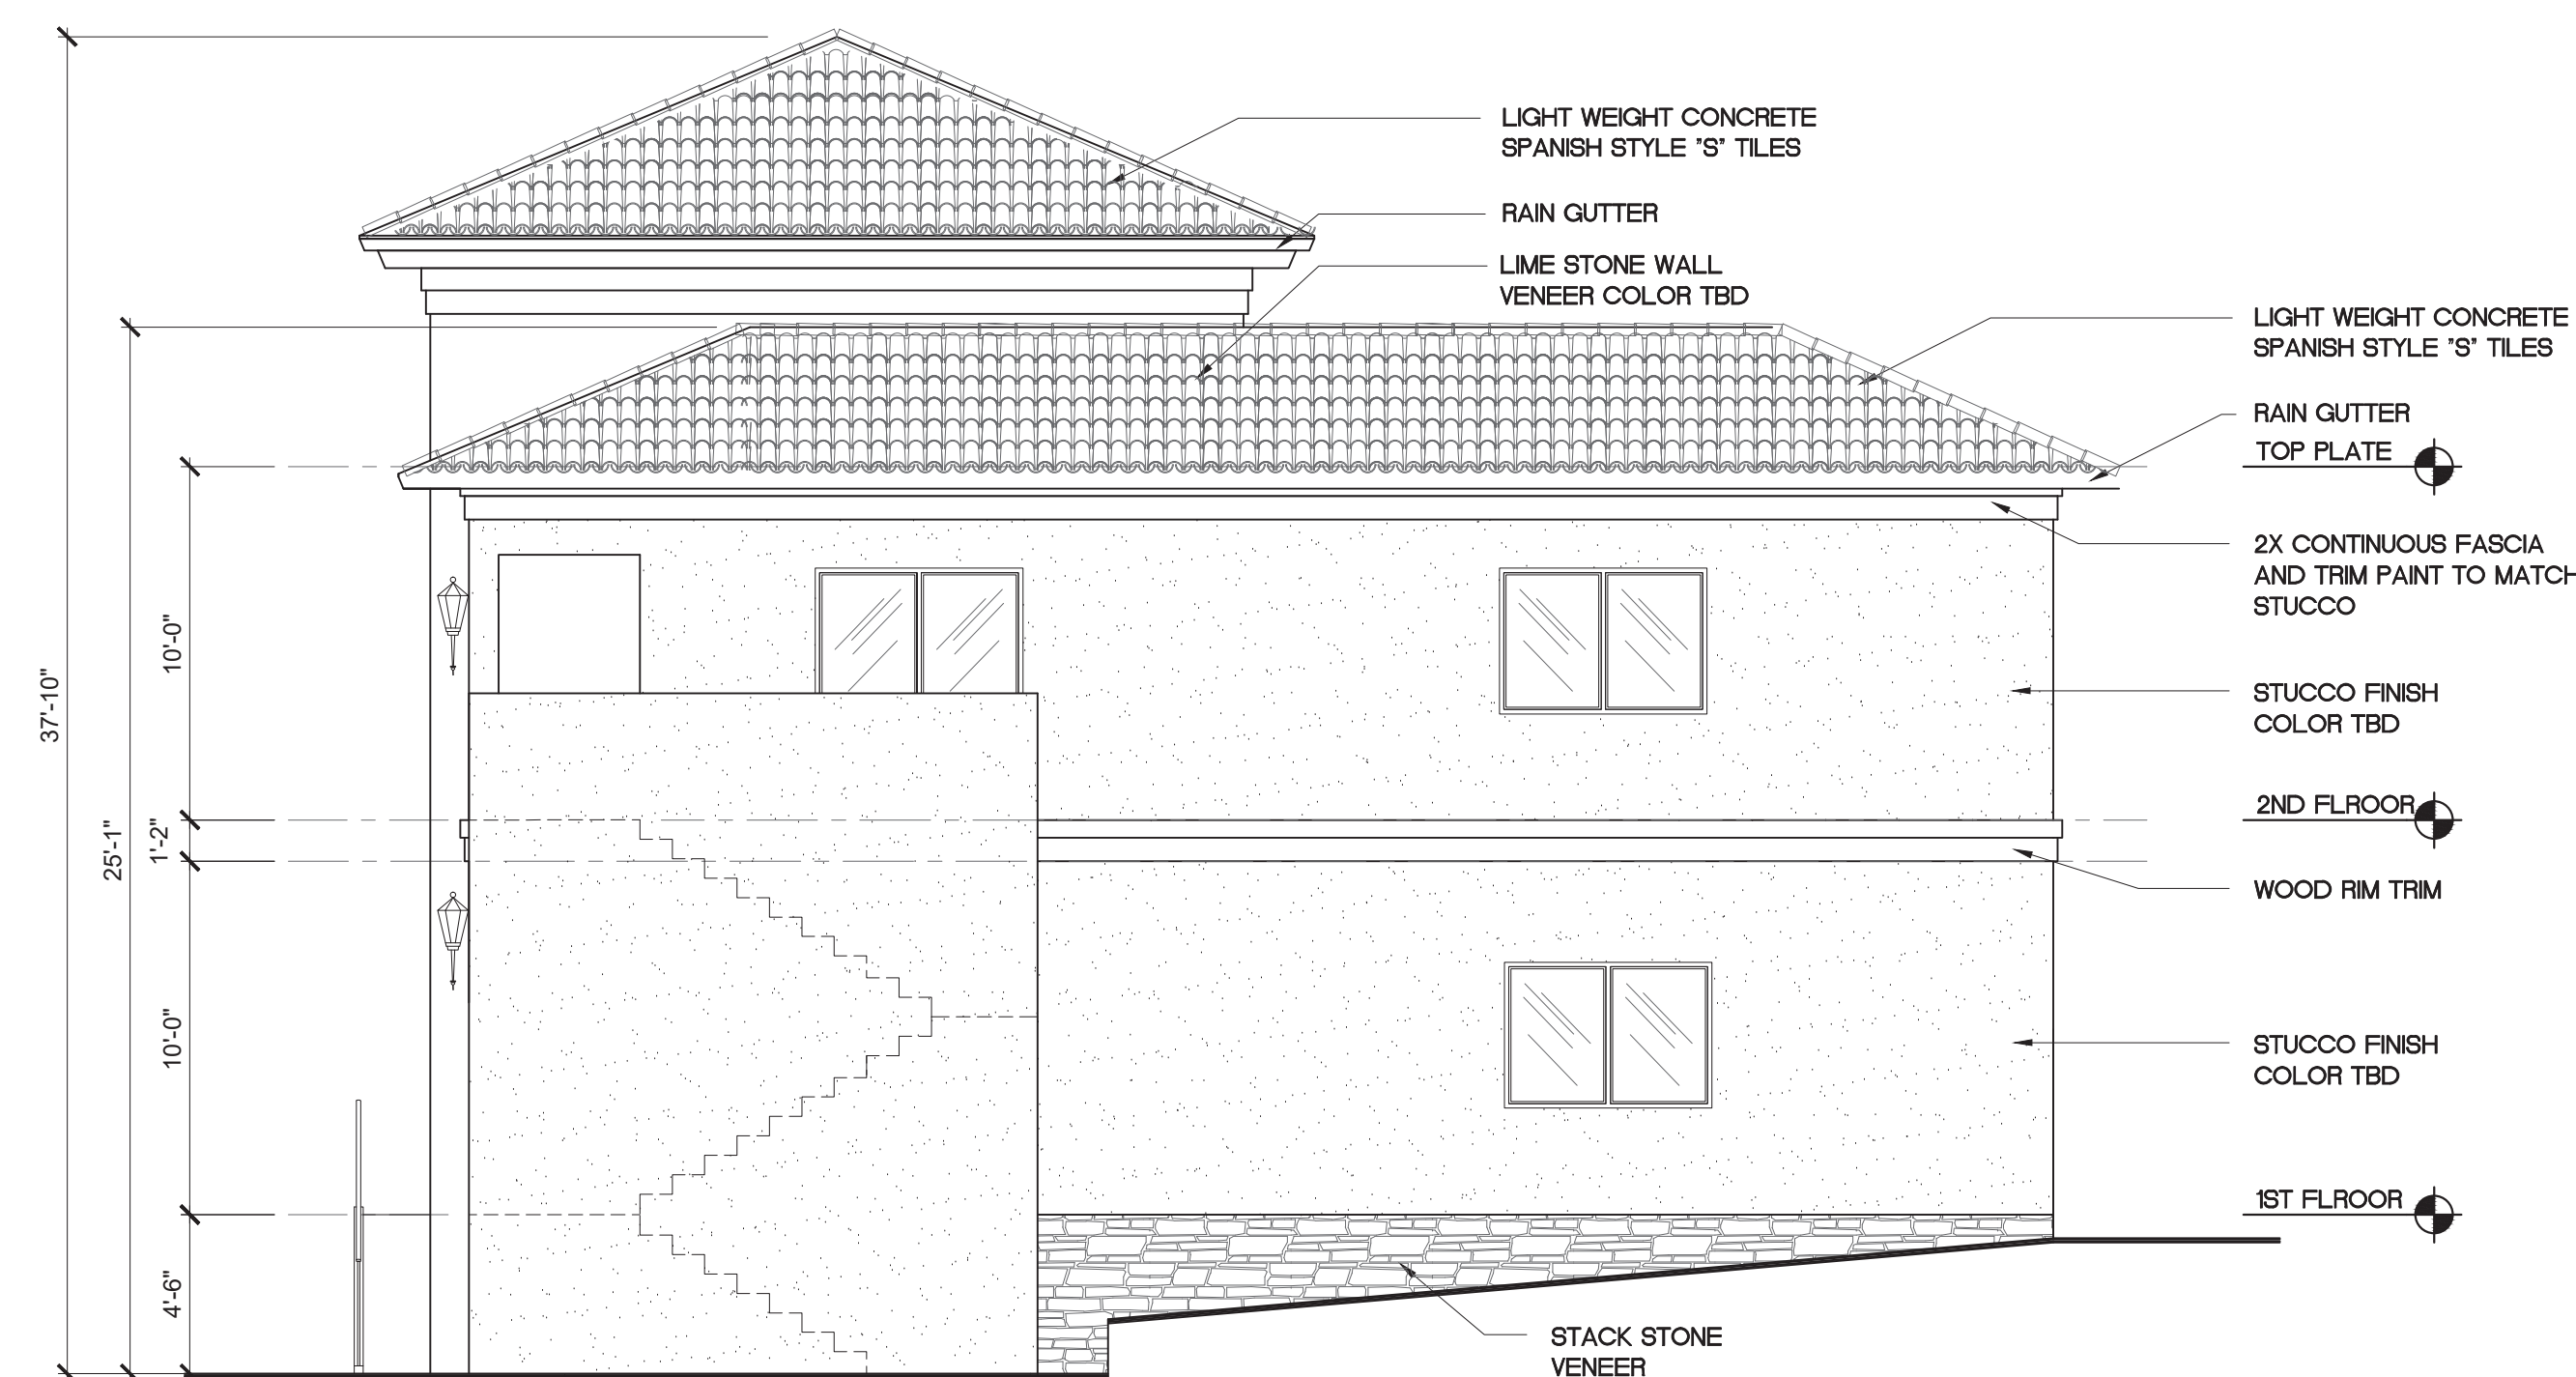 LIGHT WEIGHT CONCRETE
SPANISH STYLE "S" TILES
RAIN GUTTER
LIME STONE WALL
VENEER COLOR TBD
LIGHT WEIGHT CONCRETE
SPANISH STYLE "S" TILES
RAIN GUTTER
TOP PLATE
2X CONTINUOUS FASCIA
AND TRIM PAINT TO MATCH
STUCCO
STUCCO FINISH
COLOR TBD
2ND FLROOR
WOOD RIM TRIM
STUCCO FINISH
COLOR TBD
1ST FLROOR
STACK STONE
VENEER
37'-10"
25'-1"
10'-0"
1'-2"
10'-0"
4'-6"